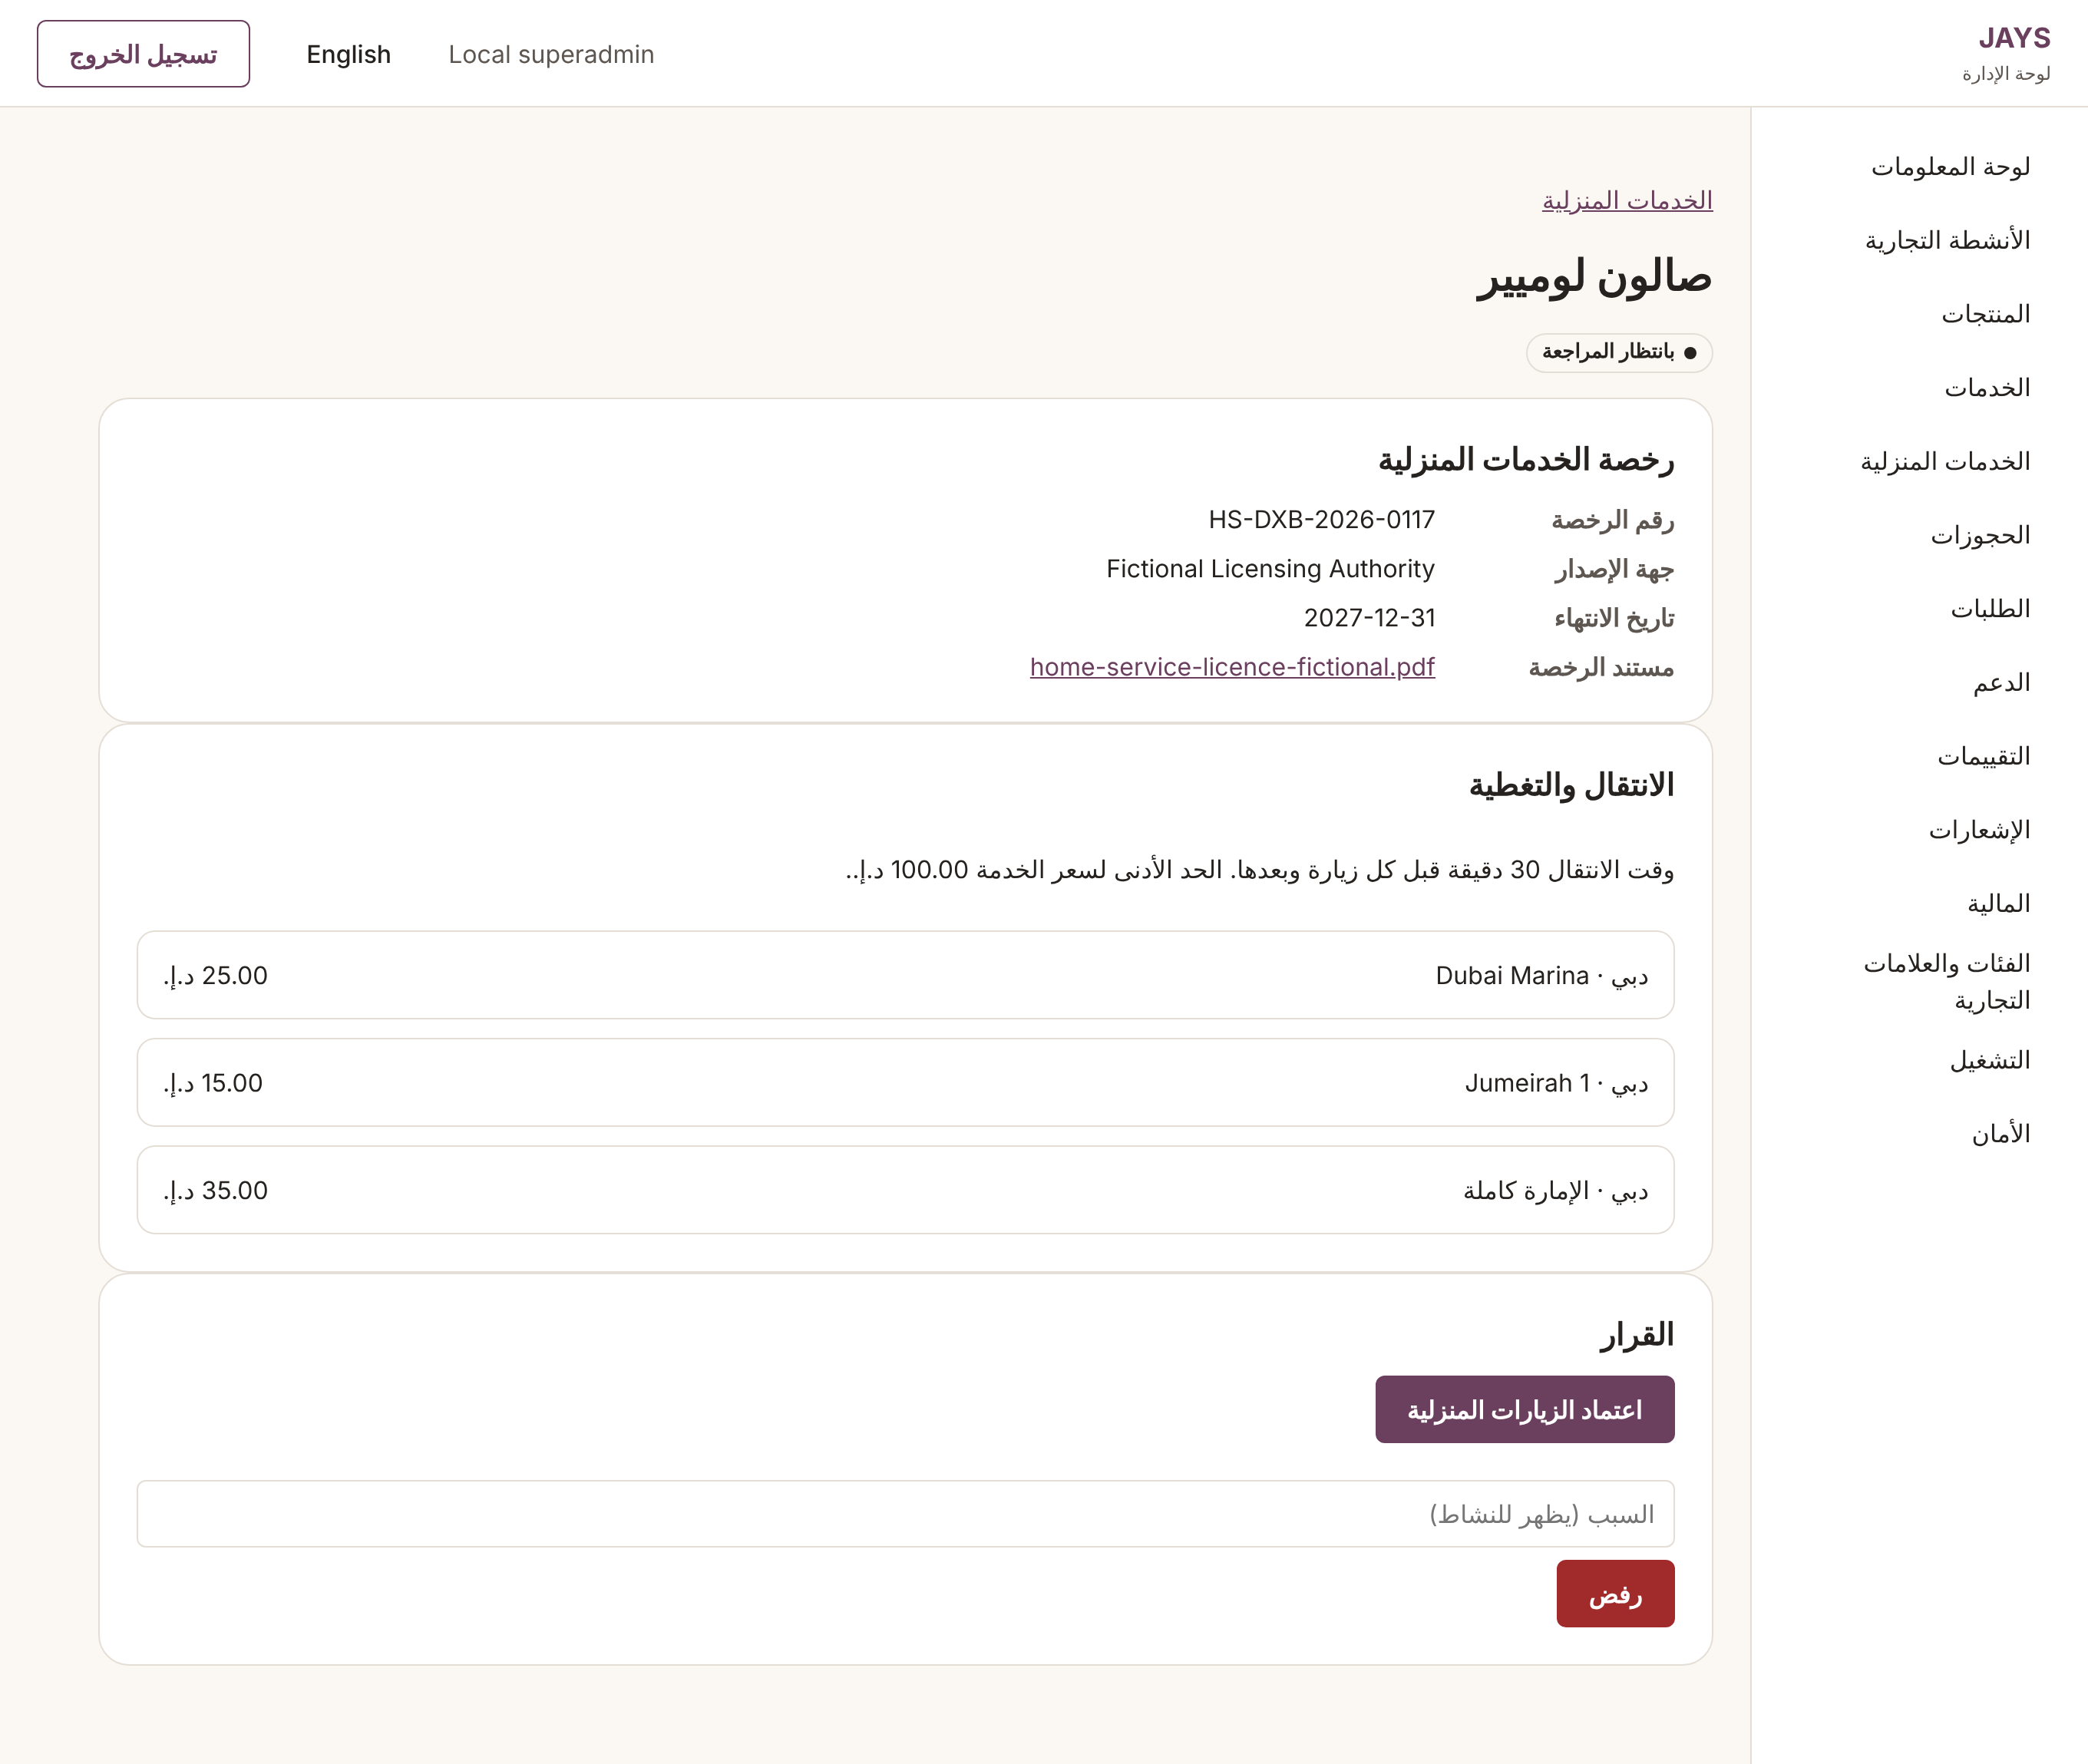 JAYS
لوحة الإدارة
Local superadmin
English
تسجيل الخروج
لوحة المعلومات
الأنشطة التجارية
المنتجات
الخدمات
الخدمات المنزلية
الحجوزات
الطلبات
الدعم
التقييمات
الإشعارات
المالية
الفئات والعلامات
التجارية
التشغيل
الأمان
الخدمات المنزلية
صالون لوميير
بانتظار المراجعة
رخصة الخدمات المنزلية
رقم الرخصة HS-DXB-2026-0117
جهة الإصدار Fictional Licensing Authority
تاريخ الانتهاء 2027-12-31
مستند الرخصة home-service-licence-fictional.pdf
الانتقال والتغطية
وقت الانتقال 30 دقيقة قبل كل زيارة وبعدها. الحد الأدنى لسعر الخدمة 100.00 د.إ..
دبي · Dubai Marina 25.00 د.إ.
دبي · Jumeirah 1 15.00 د.إ.
دبي · الإمارة كاملة 35.00 د.إ.
القرار
اعتماد الزيارات المنزلية
السبب (يظهر للنشاط)
رفض